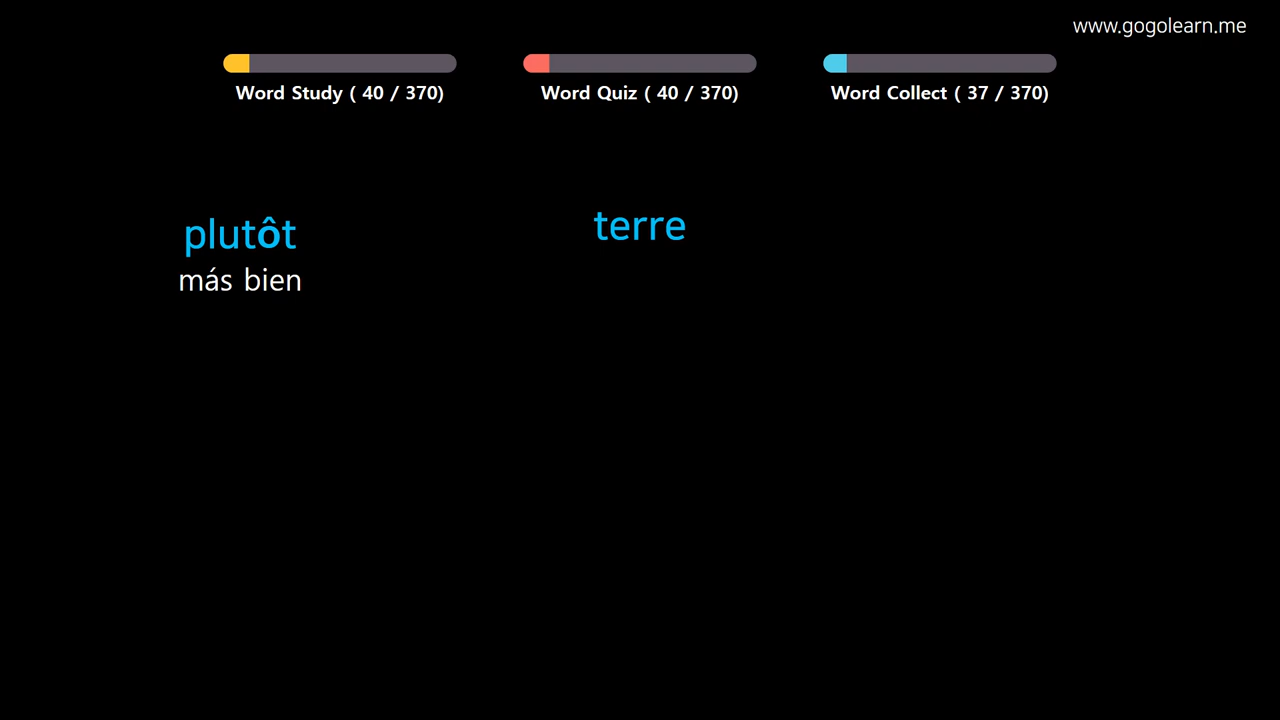 www.gogolearn.me
Word Study ( 40 / 370)
Word Quiz ( 40 / 370)
Word Collect ( 37 / 370)
plutôt
más bien
terre